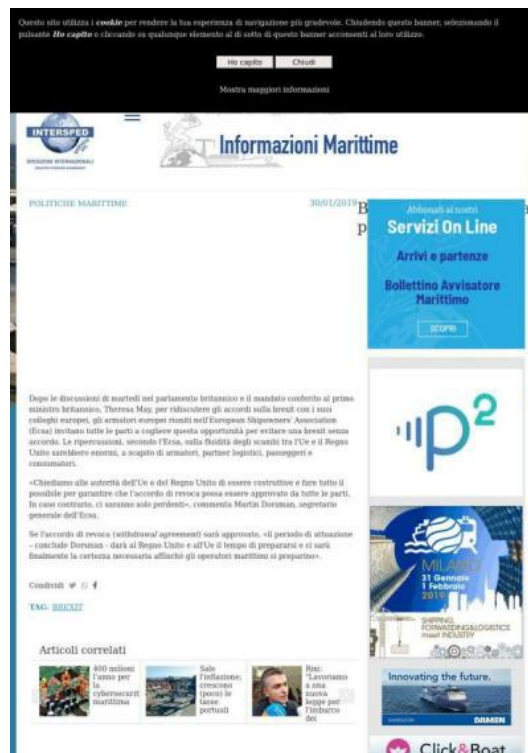 Questo sito utilizza i cookie per rendere la tua esperienza di navigazione più gradevole. Chiudendo questo banner, selezionando il
pulsante Ho capito o cliccando su qualunque elemento al di sotto di questo banner acconsenti al loro utilizzo.
Ho capito
Chiudi
Mostra maggiori informazioni
INTERSPED
Informazioni Marittime
POLITICHE MARITTIME
30/01/2019
B
p
Abbonati ai nostri
Servizi On Line
Arrivi e partenze
Bollettino Avvisatore
Marittimo
SCOPRI
Dopo le discussioni di martedì nel parlamento britannico e il mandato conferito al primo
ministro britannico, Theresa May, per ridiscutere gli accordi sulla brexit con i suoi
colleghi europei, gli armatori europei riuniti nell'European Shipowners' Association
(Ecsa) invitano tutte le parti a cogliere questa opportunità per evitare una brexit senza
accordo. Le ripercussioni, secondo l'Ecsa, sulla fluidità degli scambi tra l'Ue e il Regno
Unito sarebbero enormi, a scapito di armatori, partner logistici, passeggeri e
consumatori.
«Chiediamo alle autorità dell'Ue e del Regno Unito di essere costruttive e fare tutto il
possibile per garantire che l'accordo di revoca possa essere approvato da tutte le parti.
In caso contrario, ci saranno solo perdenti», commenta Martin Dorsman, segretario
generale dell'Ecsa.
Se l'accordo di revoca (withdrawal agreement) sarà approvato, «il periodo di attuazione
– conclude Dorsman - darà al Regno Unito e all'Ue il tempo di prepararsi e ci sarà
finalmente la certezza necessaria affinché gli operatori marittimi si preparino».
Condividi
TAG: BREXIT
Articoli correlati
400 milioni
l'anno per
la
cybersecurit
marittima
Sale
l'inflazione,
crescono
(poco) le
tasse
portuali
Rixi:
"Lavoriamo
a una
nuova
legge per
l'imbarco
dei
p2
MILANO
31 Gennaio
1 Febbraio
2019
SHIPPING,
FORWARDING&LOGISTICS
meet INDUSTRY
Innovating the future.
DAMEN
Click&Boat